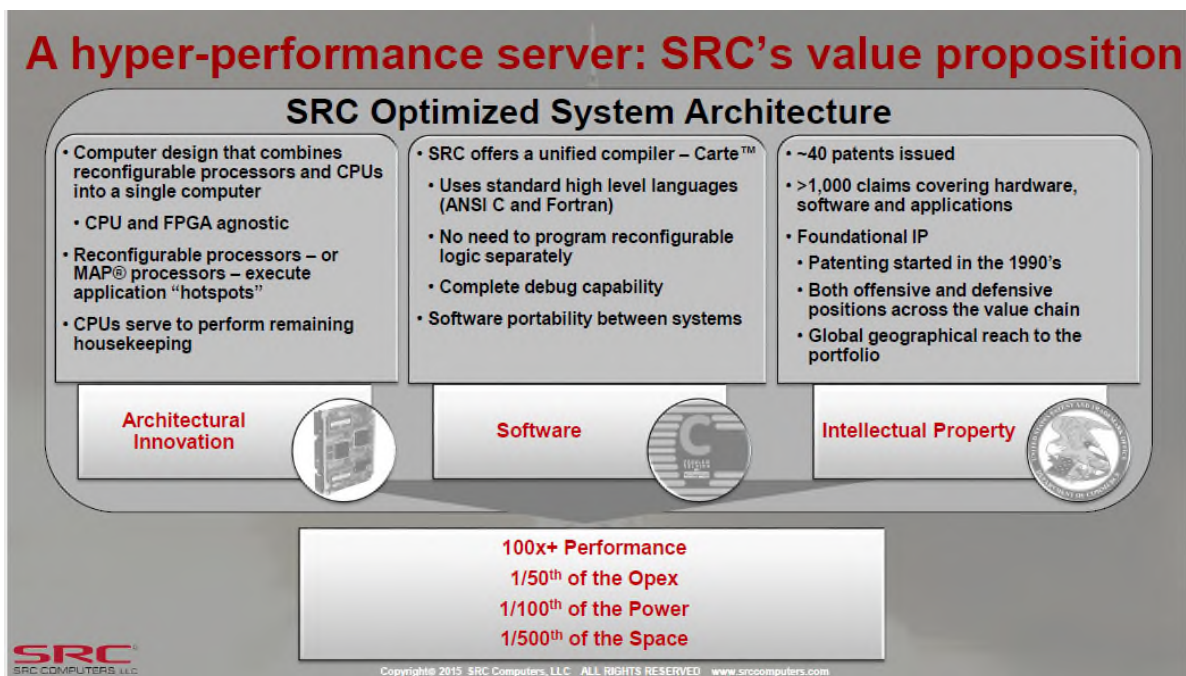 A hyper-performance server: SRC's value proposition
SRC Optimized System Architecture
• Computer design that combines
reconfigurable processors and CPUs
into a single computer
• CPU and FPGA agnostic
• Reconfigurable processors – or
MAP® processors – execute
application “hotspots”
• CPUs serve to perform remaining
housekeeping
Architectural
Innovation
• SRC offers a unified compiler – Carte™
• Uses standard high level languages
(ANSI C and Fortran)
• No need to program reconfigurable
logic separately
• Complete debug capability
• Software portability between systems
Software
C
• ~40 patents issued
• >1,000 claims covering hardware,
software and applications
• Foundational IP
• Patenting started in the 1990's
• Both offensive and defensive
positions across the value chain
• Global geographical reach to the
portfolio
Intellectual Property
100x+ Performance
1/50th of the Opex
1/100th of the Power
1/500th of the Space
SRC®
SRC COMPUTERS, LLC
Copyright© 2015 SRC Computers, LLC ALL RIGHTS RESERVED www.srccomputers.com